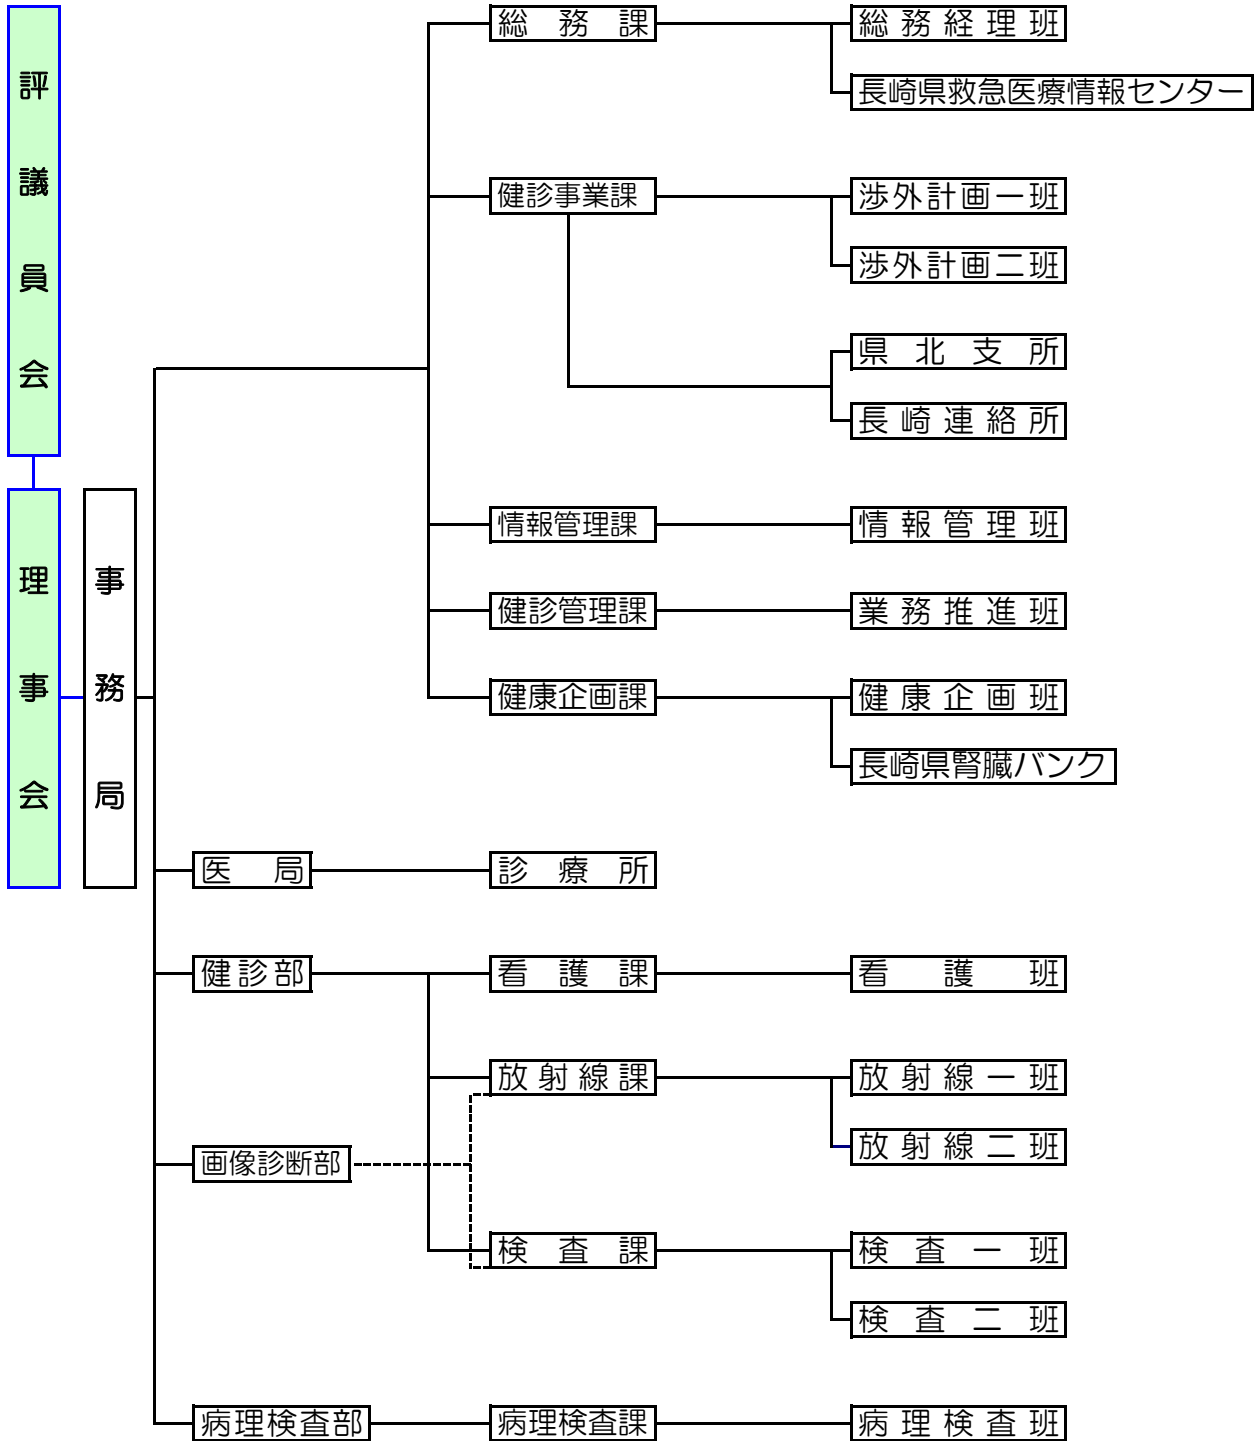 評議員会
理事会
事務局
総務課
総務経理班
長崎県救急医療情報センター
健診事業課
渉外計画一班
渉外計画二班
県北支所
長崎連絡所
情報管理課
情報管理班
健診管理課
業務推進班
健康企画課
健康企画班
長崎県腎臓バンク
医局
診療所
健診部
看護課
看護班
放射線課
放射線一班
放射線二班
画像診断部
検査課
検査一班
検査二班
病理検査部
病理検査課
病理検査班